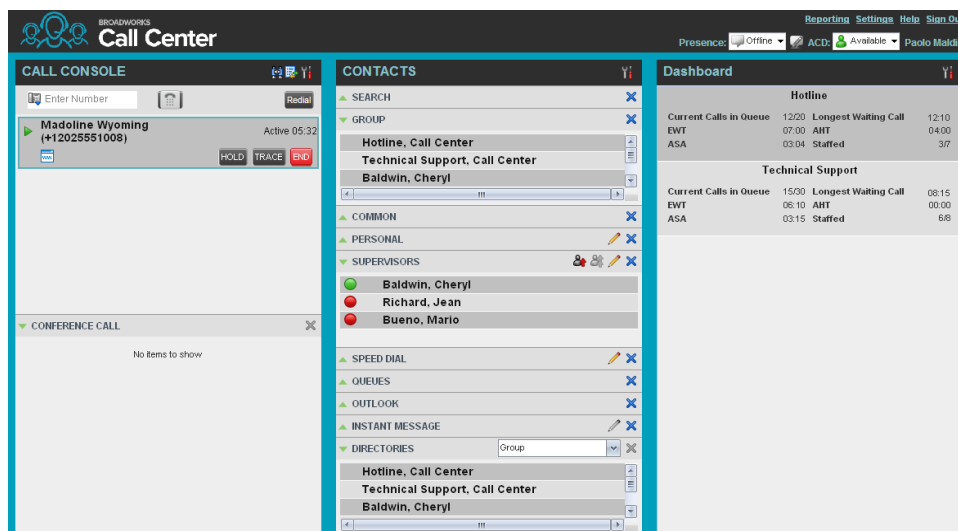 Reporting Settings Help Sign Ou
BROADWORKS
Call Center
Presence: Offline ACD: Available Paolo Maldi
CALL CONSOLE
Enter Number
Redial
Madoline Wyoming
(+12025551008)
Active 05:32
HOLD TRACE END
CONFERENCE CALL
No items to show
CONTACTS
SEARCH
GROUP
Hotline, Call Center
Technical Support, Call Center
Baldwin, Cheryl
COMMON
PERSONAL
SUPERVISORS
Baldwin, Cheryl
Richard, Jean
Bueno, Mario
SPEED DIAL
QUEUES
OUTLOOK
INSTANT MESSAGE
DIRECTORIES Group
Hotline, Call Center
Technical Support, Call Center
Baldwin, Cheryl
Dashboard
Hotline
Current Calls in Queue 12/20 Longest Waiting Call 12:10
EWT 07:00 AHT 04:00
ASA 03:04 Staffed 3/7
Technical Support
Current Calls in Queue 15/30 Longest Waiting Call 08:15
EWT 06:10 AHT 00:00
ASA 03:15 Staffed 6/8